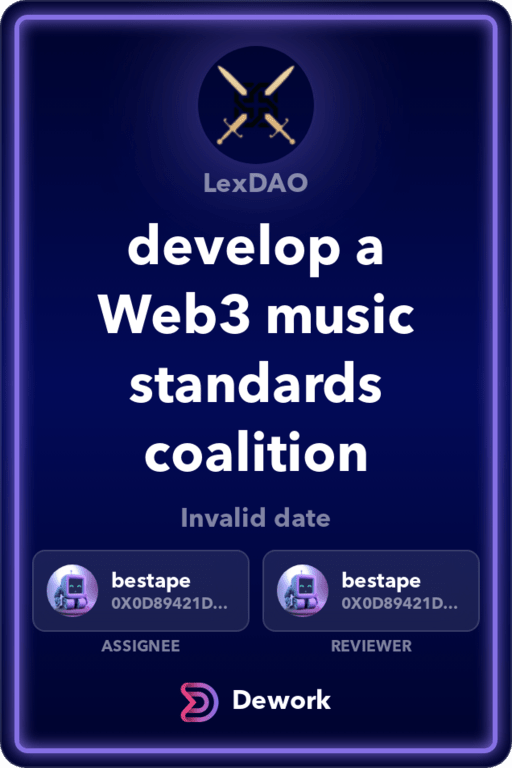 LexDAO
develop a
Web3 music
standards
coalition
Invalid date
bestape
0X0D89421D...
ASSIGNEE
bestape
0X0D89421D...
REVIEWER
Dework